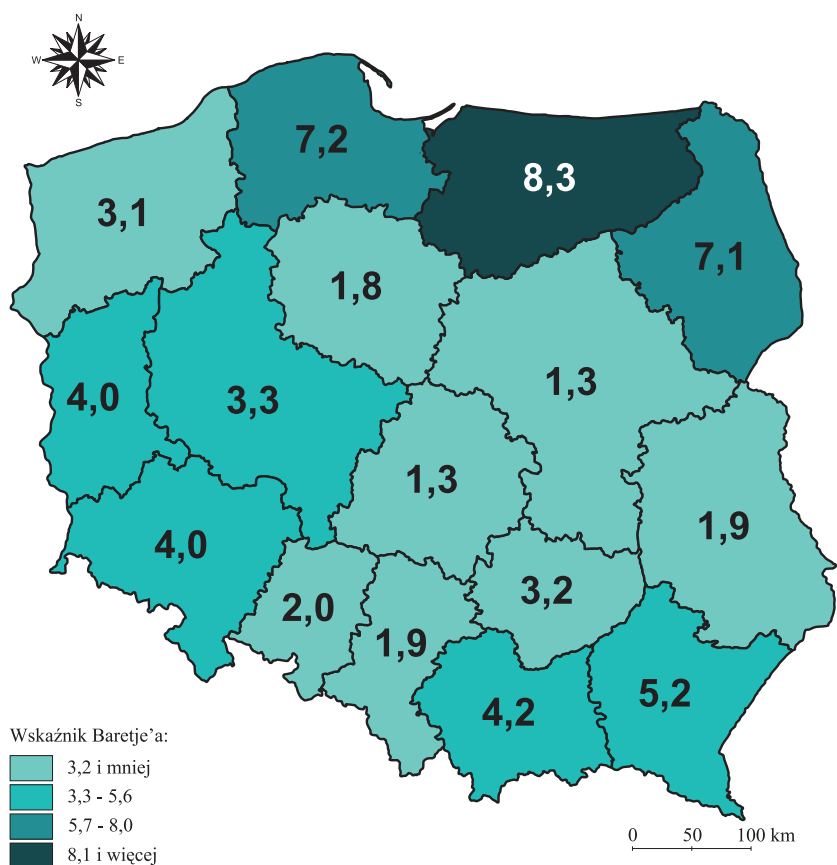 N
W E
S
7,2
8,3
3,1
7,1
1,8
1,3
4,0
3,3
1,3
1,9
4,0
3,2
2,0
1,9
5,2
4,2
Wskaźnik Baretje’a:
3,2 i mniej
3,3 - 5,6
5,7 - 8,0
8,1 i więcej
0 50 100 km